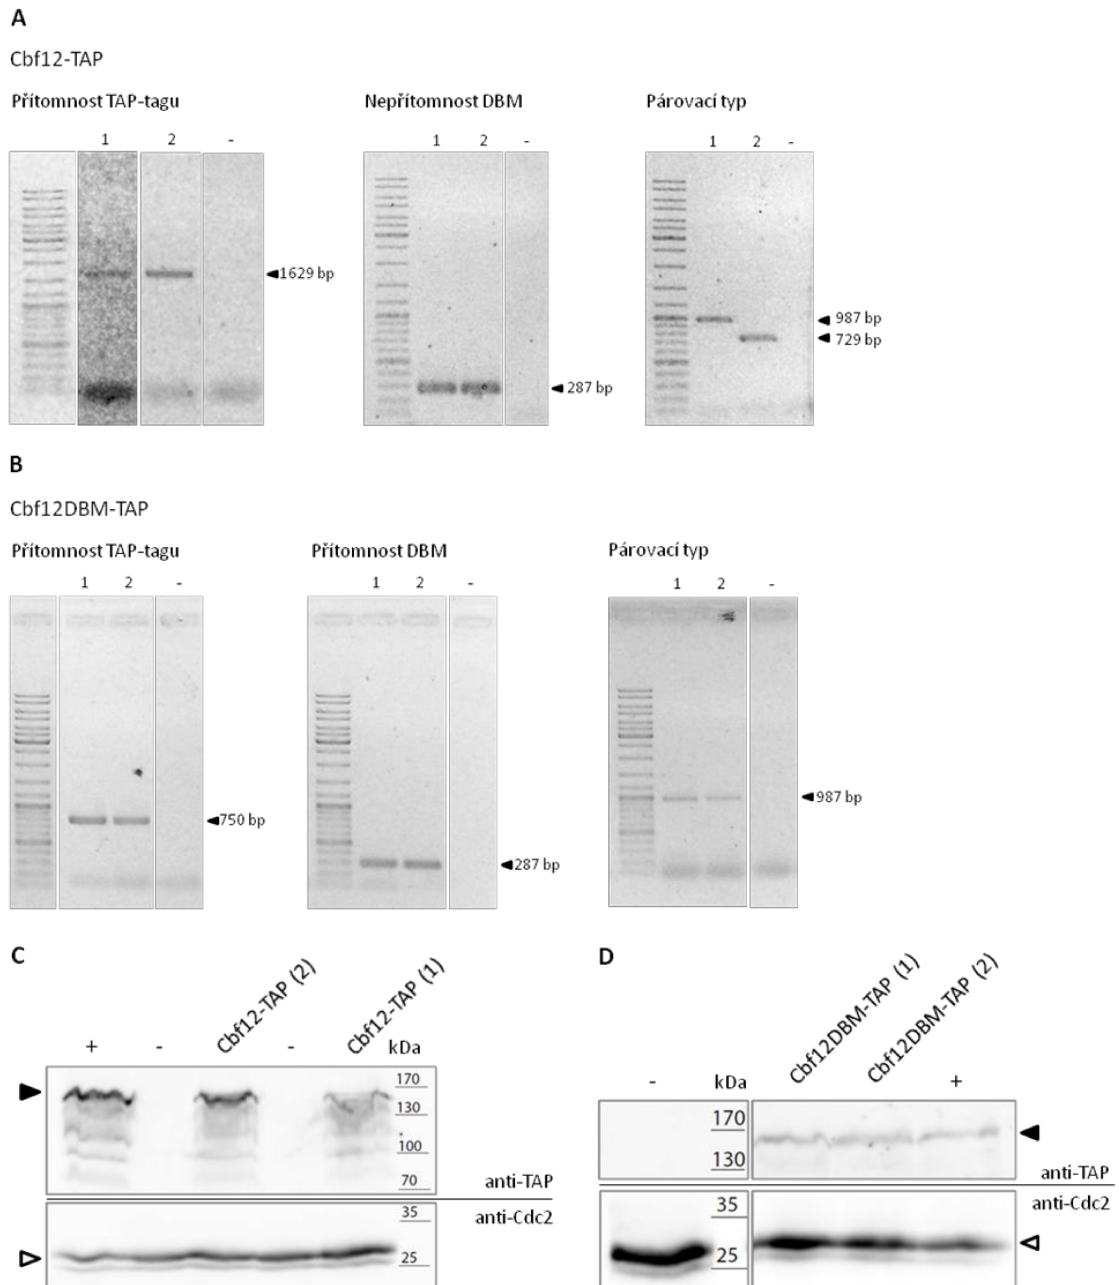 A
Cbf12-TAP
Přítomnost TAP-tagu
Nepřítomnost DBM
Párovací typ
1 2 -
1 2 -
1 2 -
1629 bp
287 bp
987 bp
729 bp
B
Cbf12DBM-TAP
Přítomnost TAP-tagu
Přítomnost DBM
Párovací typ
1 2 -
1 2 -
1 2 -
750 bp
287 bp
987 bp
C
+ - Cbf12-TAP (2) - Cbf12-TAP (1) kDa
170
130
100
70
anti-TAP
anti-Cdc2
35
25
D
- kDa Cbf12DBM-TAP (1) Cbf12DBM-TAP (2) +
170
130
anti-TAP
anti-Cdc2
35
25